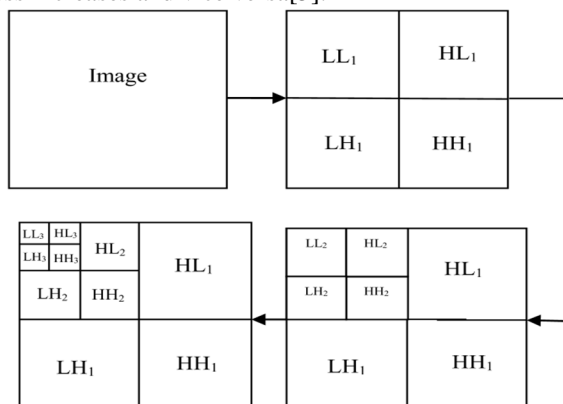 Image
LL₁ HL₁
LH₁ HH₁
LL₃ HL₃
LH₃ HH₃
HL₂
HL₁
LH₂ HH₂
LH₁ HH₁
LL₂ HL₂
HL₁
LH₂ HH₂
LH₁ HH₁